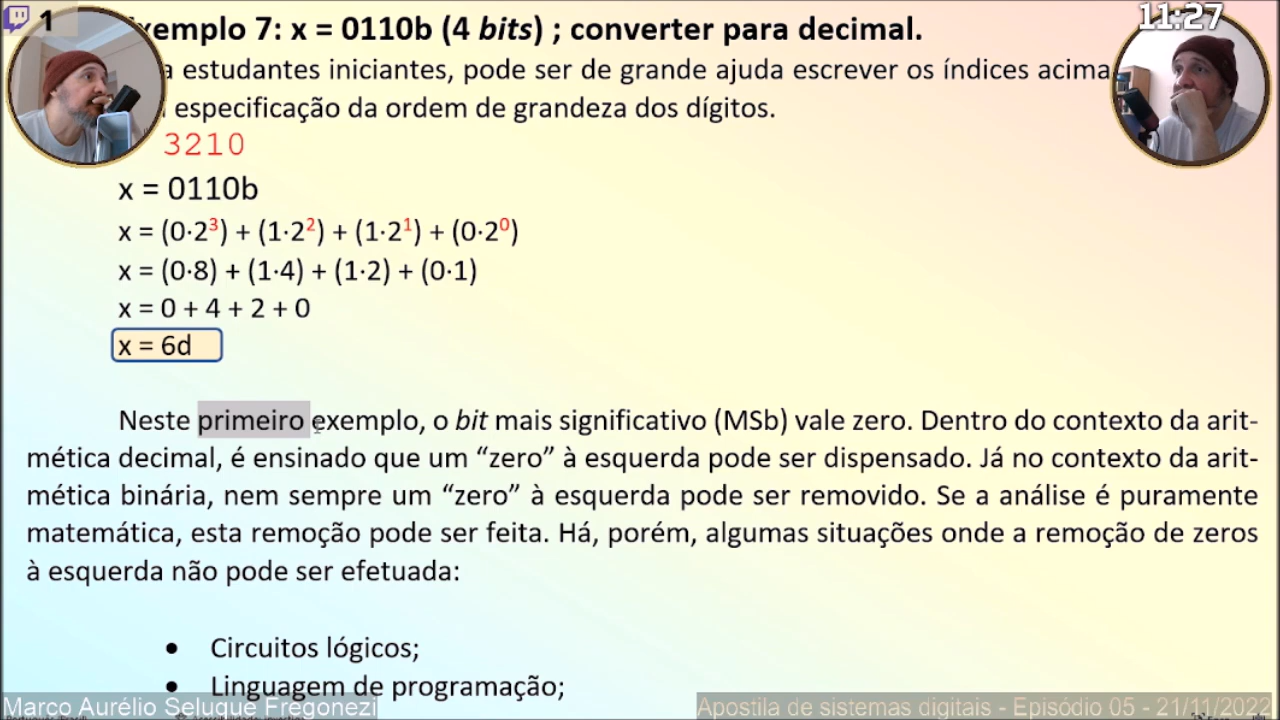 1
11:27
xemplo 7: x = 0110b (4 bits) ; converter para decimal.
a estudantes iniciantes, pode ser de grande ajuda escrever os índices acima
especificação da ordem de grandeza dos dígitos.
3210
x = 0110b
x = (0·2³) + (1·2²) + (1·2¹) + (0·2⁰)
x = (0·8) + (1·4) + (1·2) + (0·1)
x = 0 + 4 + 2 + 0
x = 6d
Neste primeiro exemplo, o bit mais significativo (MSb) vale zero. Dentro do contexto da arit-
mética decimal, é ensinado que um “zero” à esquerda pode ser dispensado. Já no contexto da arit-
mética binária, nem sempre um “zero” à esquerda pode ser removido. Se a análise é puramente
matemática, esta remoção pode ser feita. Há, porém, algumas situações onde a remoção de zeros
à esquerda não pode ser efetuada:
• Circuitos lógicos;
• Linguagem de programação;
Marco Aurélio Seluque Fregonezi
Apostila de sistemas digitais - Episódio 05 - 21/11/2022